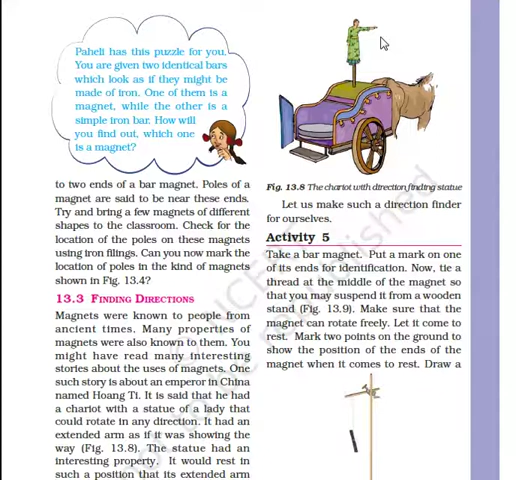 Paheli has this puzzle for you.
You are given two identical bars
which look as if they might be
made of iron. One of them is a
magnet, while the other is a
simple iron bar. How will
you find out, which one
is a magnet?
to two ends of a bar magnet. Poles of a
magnet are said to be near these ends.
Try and bring a few magnets of different
shapes to the classroom. Check for the
location of the poles on these magnets
using iron filings. Can you now mark the
location of poles in the kind of magnets
shown in Fig. 13.4?
13.3 FINDING DIRECTIONS
Magnets were known to people from
ancient times. Many properties of
magnets were also known to them. You
might have read many interesting
stories about the uses of magnets. One
such story is about an emperor in China
named Hoang Ti. It is said that he had
a chariot with a statue of a lady that
could rotate in any direction. It had an
extended arm as if it was showing the
way (Fig. 13.8). The statue had an
interesting property. It would rest in
such a position that its extended arm
Fig. 13.8 The chariot with direction finding statue
Let us make such a direction finder
for ourselves.
Activity 5
Take a bar magnet. Put a mark on one
of its ends for identification. Now, tie a
thread at the middle of the magnet so
that you may suspend it from a wooden
stand (Fig. 13.9). Make sure that the
magnet can rotate freely. Let it come to
rest. Mark two points on the ground to
show the position of the ends of the
magnet when it comes to rest. Draw a